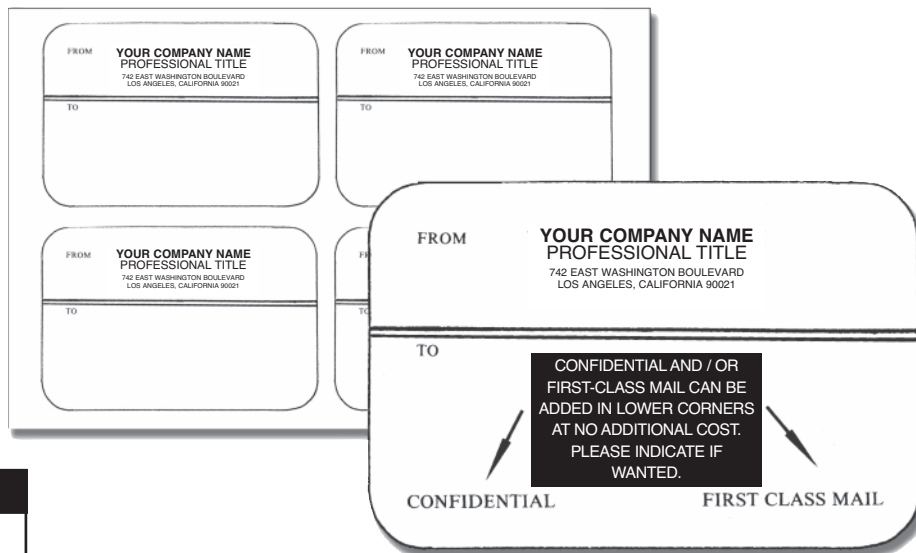 FROM
YOUR COMPANY NAME
PROFESSIONAL TITLE
742 EAST WASHINGTON BOULEVARD
LOS ANGELES, CALIFORNIA 90021
TO
FROM
YOUR COMPANY NAME
PROFESSIONAL TITLE
742 EAST WASHINGTON BOULEVARD
LOS ANGELES, CALIFORNIA 90021
TO
FROM
YOUR COMPANY NAME
PROFESSIONAL TITLE
742 EAST WASHINGTON BOULEVARD
LOS ANGELES, CALIFORNIA 90021
TO
FROM
YOUR COMPANY NAME
PROFESSIONAL TITLE
742 EAST WASHINGTON BOULEVARD
LOS ANGELES, CALIFORNIA 90021
TO
CONFIDENTIAL AND / OR
FIRST-CLASS MAIL CAN BE
ADDED IN LOWER CORNERS
AT NO ADDITIONAL COST.
PLEASE INDICATE IF
WANTED.
CONFIDENTIAL
FIRST CLASS MAIL